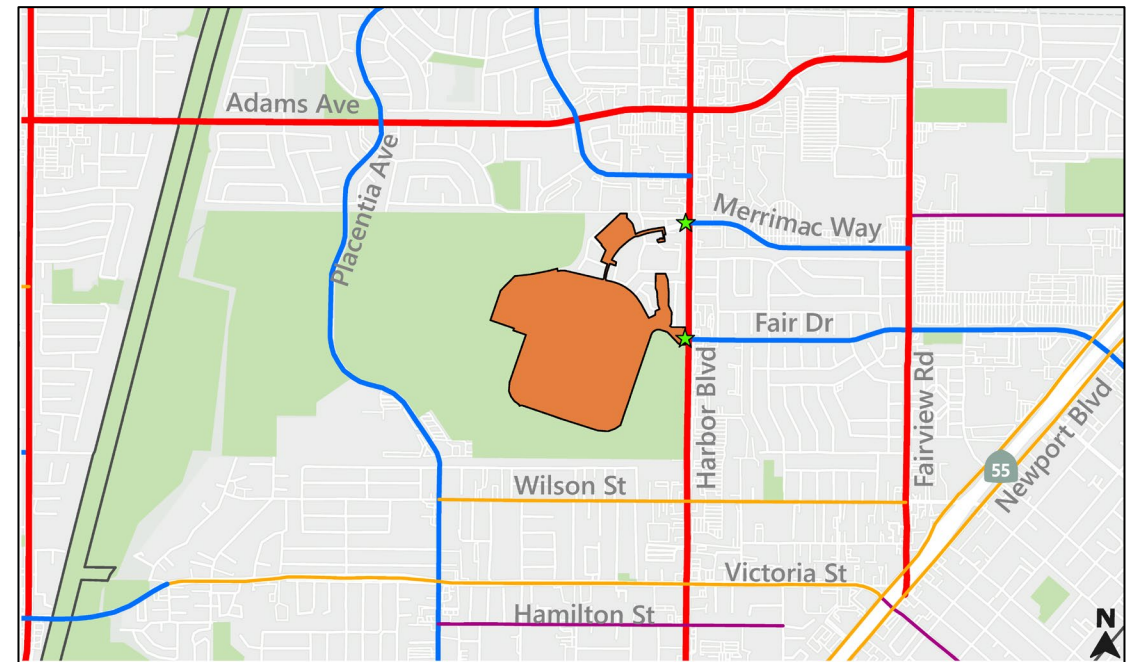 Adams Ave
Placentia Ave
Merrimac Way
Fair Dr
Harbor Blvd
Fairview Rd
Newport Blvd
55
Wilson St
Victoria St
Hamilton St
N